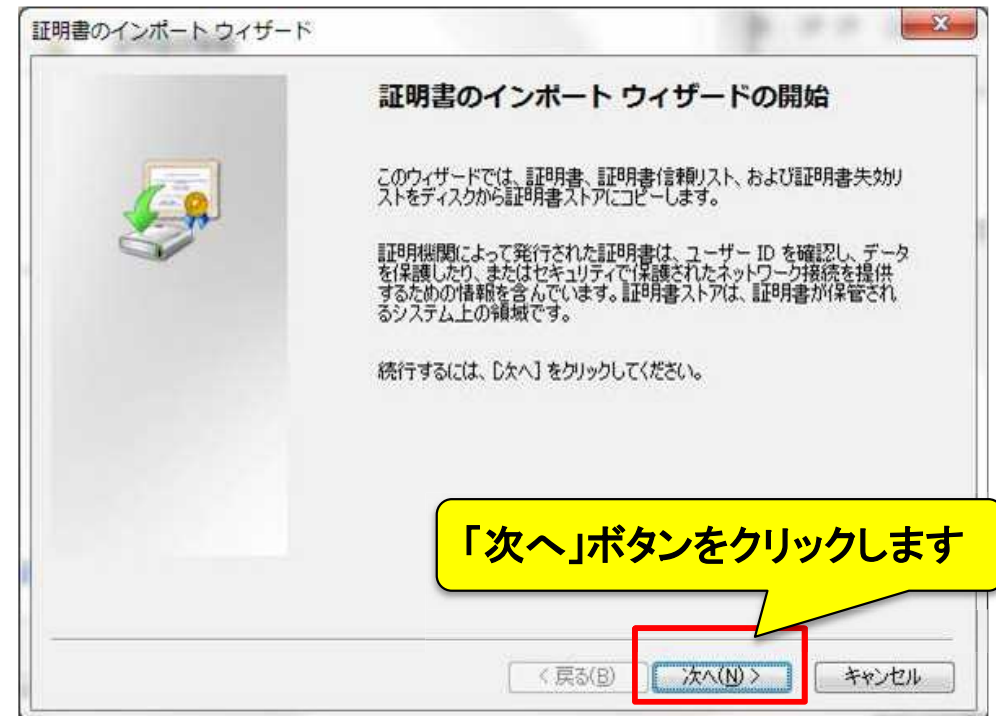 証明書のインポート ウィザード
証明書のインポート ウィザードの開始
このウィザードでは、証明書、証明書信頼リスト、および証明書失効リ
ストをディスクから証明書ストアにコピーします。
証明機関によって発行された証明書は、ユーザー ID を確認し、データ
を保護したり、またはセキュリティで保護されたネットワーク接続を提供
するための情報を含んでいます。証明書ストアは、証明書が保管され
るシステム上の領域です。
続行するには、[次へ] をクリックしてください。
「次へ」ボタンをクリックします
< 戻る(B)
次へ(N) >
キャンセル